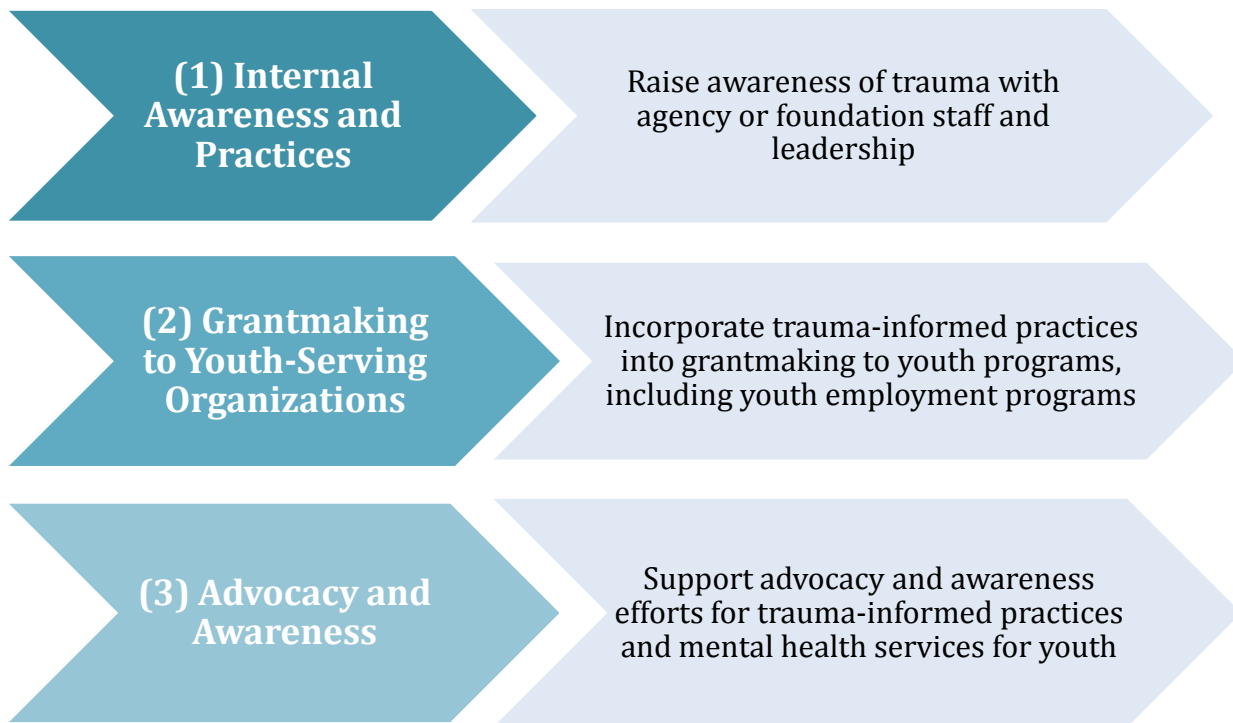 (1) Internal
Awareness and
Practices
Raise awareness of trauma with
agency or foundation staff and
leadership
(2) Grantmaking
to Youth-Serving
Organizations
Incorporate trauma-informed practices
into grantmaking to youth programs,
including youth employment programs
(3) Advocacy and
Awareness
Support advocacy and awareness
efforts for trauma-informed practices
and mental health services for youth